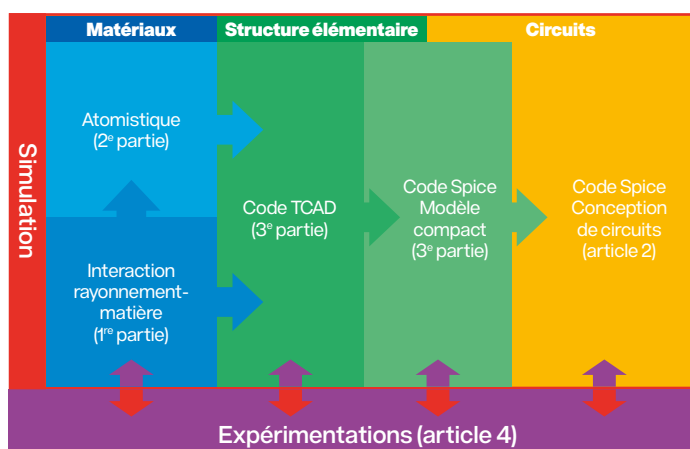 Matériaux
Structure élémentaire
Circuits
Simulation
Atomistique
(2e partie)
Interaction
rayonnement-
matière
(1re partie)
Code TCAD
(3e partie)
Code Spice
Modèle
compact
(3e partie)
Code Spice
Conception
de circuits
(article 2)
Expérimentations (article 4)